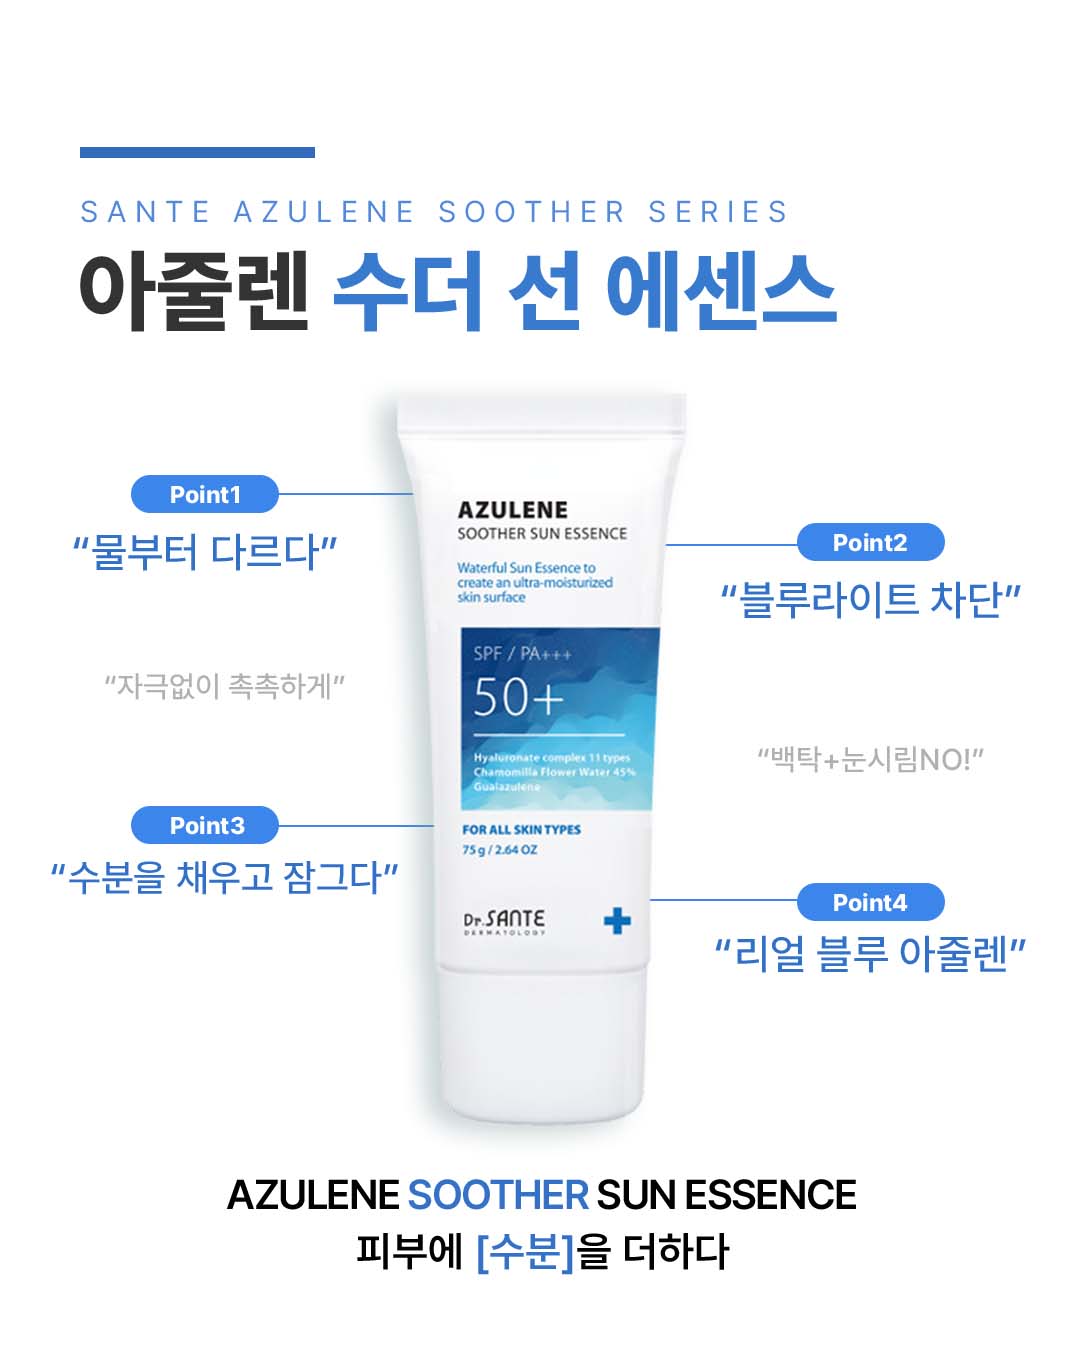 SANTE AZULENE SOOTHER SERIES
아줄렌 수더 선 에센스
Point1
“물부터 다르다”
“자극없이 촉촉하게”
Point2
“블루라이트 차단”
“백탁+눈시림NO!”
Point3
“수분을 채우고 잠그다”
Point4
“리얼 블루 아줄렌”
AZULENE
SOOTHER SUN ESSENCE
Waterful Sun Essence to
create an ultra-moisturized
skin surface
SPF / PA+++
50+
Hyaluronate complex 11 types
Chamomilla Flower Water 45%
Guaiazulene
FOR ALL SKIN TYPES
75 g / 2.64 OZ
Dr.SANTE
DERMATOLOGY
AZULENE SOOTHER SUN ESSENCE
피부에 [수분]을 더하다